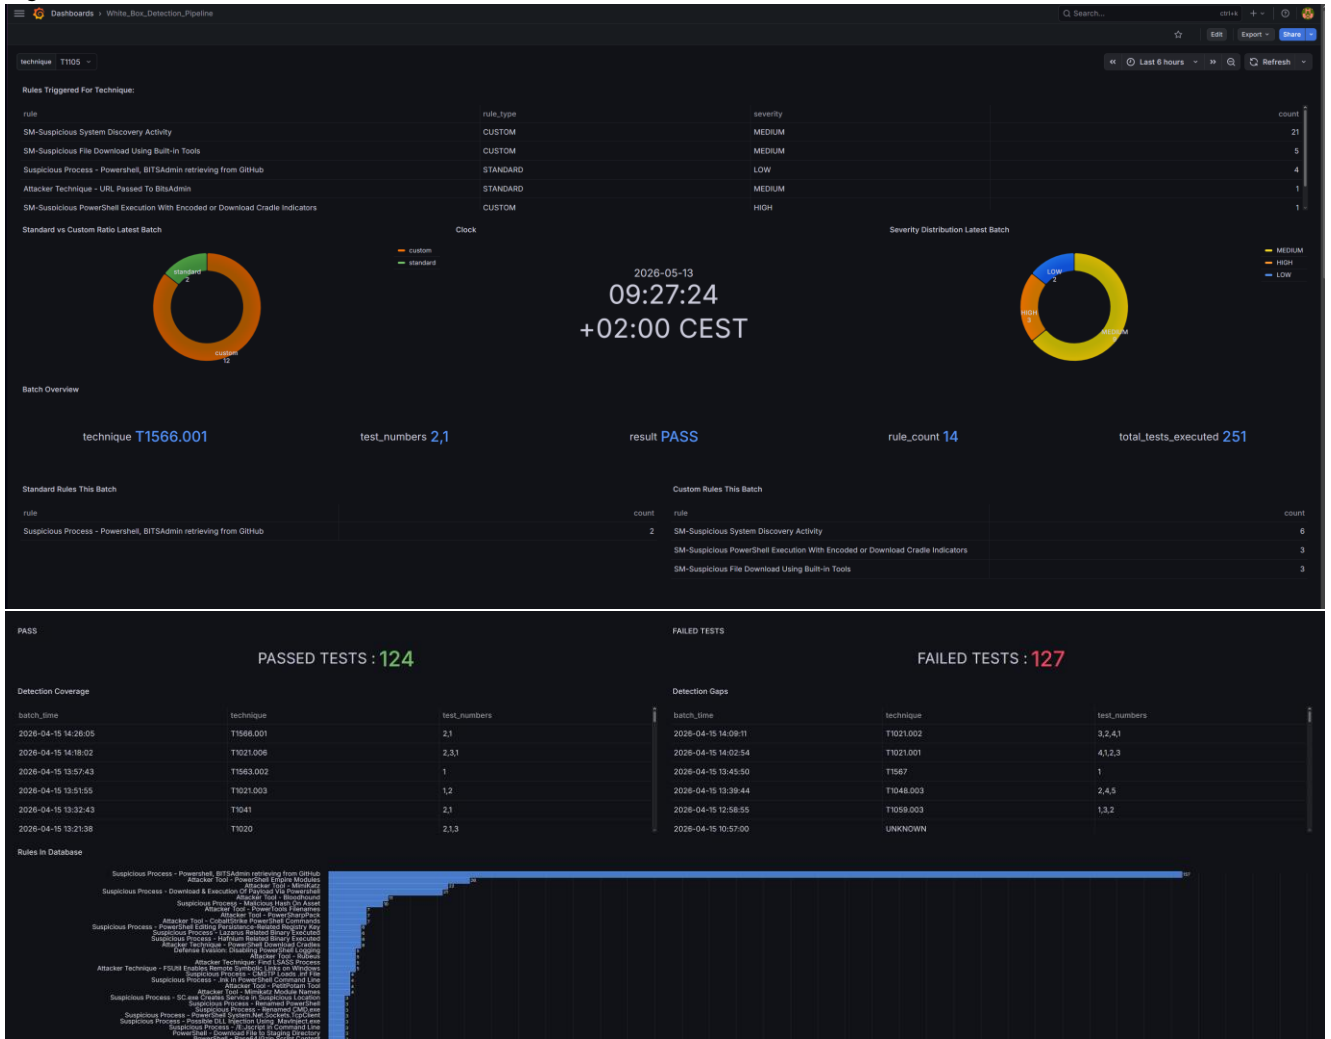 Dashboards › White_Box_Detection_Pipeline
Search...
ctrl+k
Edit
Export
Share
technique T1105
Last 6 hours
Refresh
Rules Triggered For Technique:
rule rule_type severity count
SM-Suspicious System Discovery Activity CUSTOM MEDIUM 21
SM-Suspicious File Download Using Built-in Tools CUSTOM MEDIUM 5
Suspicious Process - Powershell, BITSAdmin retrieving from GitHub STANDARD LOW 4
Attacker Technique - URL Passed To BitsAdmin STANDARD MEDIUM 1
SM-Suspicious PowerShell Execution With Encoded or Download Cradle Indicators CUSTOM HIGH 1
Standard vs Custom Ratio Latest Batch
standard
2
custom
12
custom
standard
Clock
2026-05-13
09:27:24
+02:00 CEST
Severity Distribution Latest Batch
LOW
2
HIGH
3
MEDIUM
MEDIUM
HIGH
LOW
Batch Overview
technique T1566.001
test_numbers 2,1
result PASS
rule_count 14
total_tests_executed 251
Standard Rules This Batch
rule count
Suspicious Process - Powershell, BITSAdmin retrieving from GitHub 2
Custom Rules This Batch
rule count
SM-Suspicious System Discovery Activity 6
SM-Suspicious PowerShell Execution With Encoded or Download Cradle Indicators 3
SM-Suspicious File Download Using Built-in Tools 3
PASS
PASSED TESTS : 124
FAILED TESTS
FAILED TESTS : 127
Detection Coverage
batch_time technique test_numbers
2026-04-15 14:26:05 T1566.001 2,1
2026-04-15 14:18:02 T1021.006 2,3,1
2026-04-15 13:57:43 T1563.002 1
2026-04-15 13:51:55 T1021.003 1,2
2026-04-15 13:32:43 T1041 2,1
2026-04-15 13:21:38 T1020 2,1,3
Detection Gaps
batch_time technique test_numbers
2026-04-15 14:09:11 T1021.002 3,2,4,1
2026-04-15 14:02:54 T1021.001 4,1,2,3
2026-04-15 13:45:50 T1567 1
2026-04-15 13:39:44 T1048.003 2,4,5
2026-04-15 12:58:55 T1059.003 1,3,2
2026-04-15 10:57:00 UNKNOWN
Rules In Database
Suspicious Process - Powershell, BITSAdmin retrieving from GitHub
Attacker Tool - PowerShell Empire Modules
Attacker Tool - MimiKatz
Suspicious Process - Download & Execution Of Payload Via Powershell
Attacker Tool - Bloodhound
Suspicious Process - Malicious Hash On Asset
Attacker Tool - PowerTools Filenames
Attacker Tool - PowerSharpPack
Attacker Tool - CobaltStrike PowerShell Commands
Suspicious Process - PowerShell Editing Persistence-Related Registry Key
Suspicious Process - Lazarus Related Binary Executed
Suspicious Process - Hafnium Related Binary Executed
Attacker Technique - PowerShell Download Cradles
Defense Evasion: Disabling PowerShell Logging
Attacker Tool - Rubeus
Attacker Technique: Find LSASS Process
Attacker Technique - FSUtil Enables Remote Symbolic Links on Windows
Suspicious Process - CMSTP Loads .inf File
Suspicious Process - .lnk in PowerShell Command Line
Attacker Tool - PetitPotam Tool
Attacker Tool - Mimikatz Module Names
Suspicious Process - SC.exe Creates Service in Suspicious Location
Suspicious Process - Renamed PowerShell
Suspicious Process - Renamed CMD.exe
Suspicious Process - PowerShell System.Net.Sockets.TcpClient
Suspicious Process - Possible DLL Injection Using Mavinject.exe
Suspicious Process - /E:Jscript in Command Line
PowerShell - Download File to Staging Directory